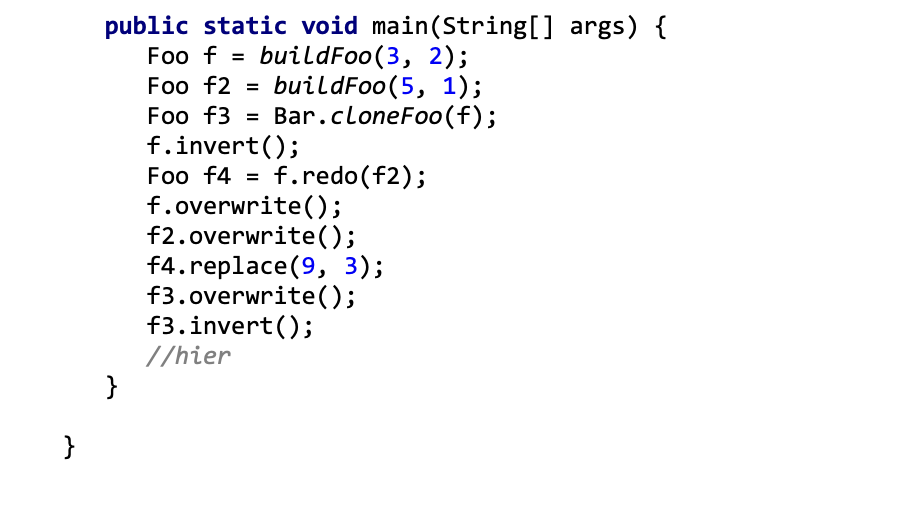 public static void main(String[] args) {
Foo f = buildFoo(3, 2);
Foo f2 = buildFoo(5, 1);
Foo f3 = Bar.cloneFoo(f);
f.invert();
Foo f4 = f.redo(f2);
f.overwrite();
f2.overwrite();
f4.replace(9, 3);
f3.overwrite();
f3.invert();
//hier
}
}